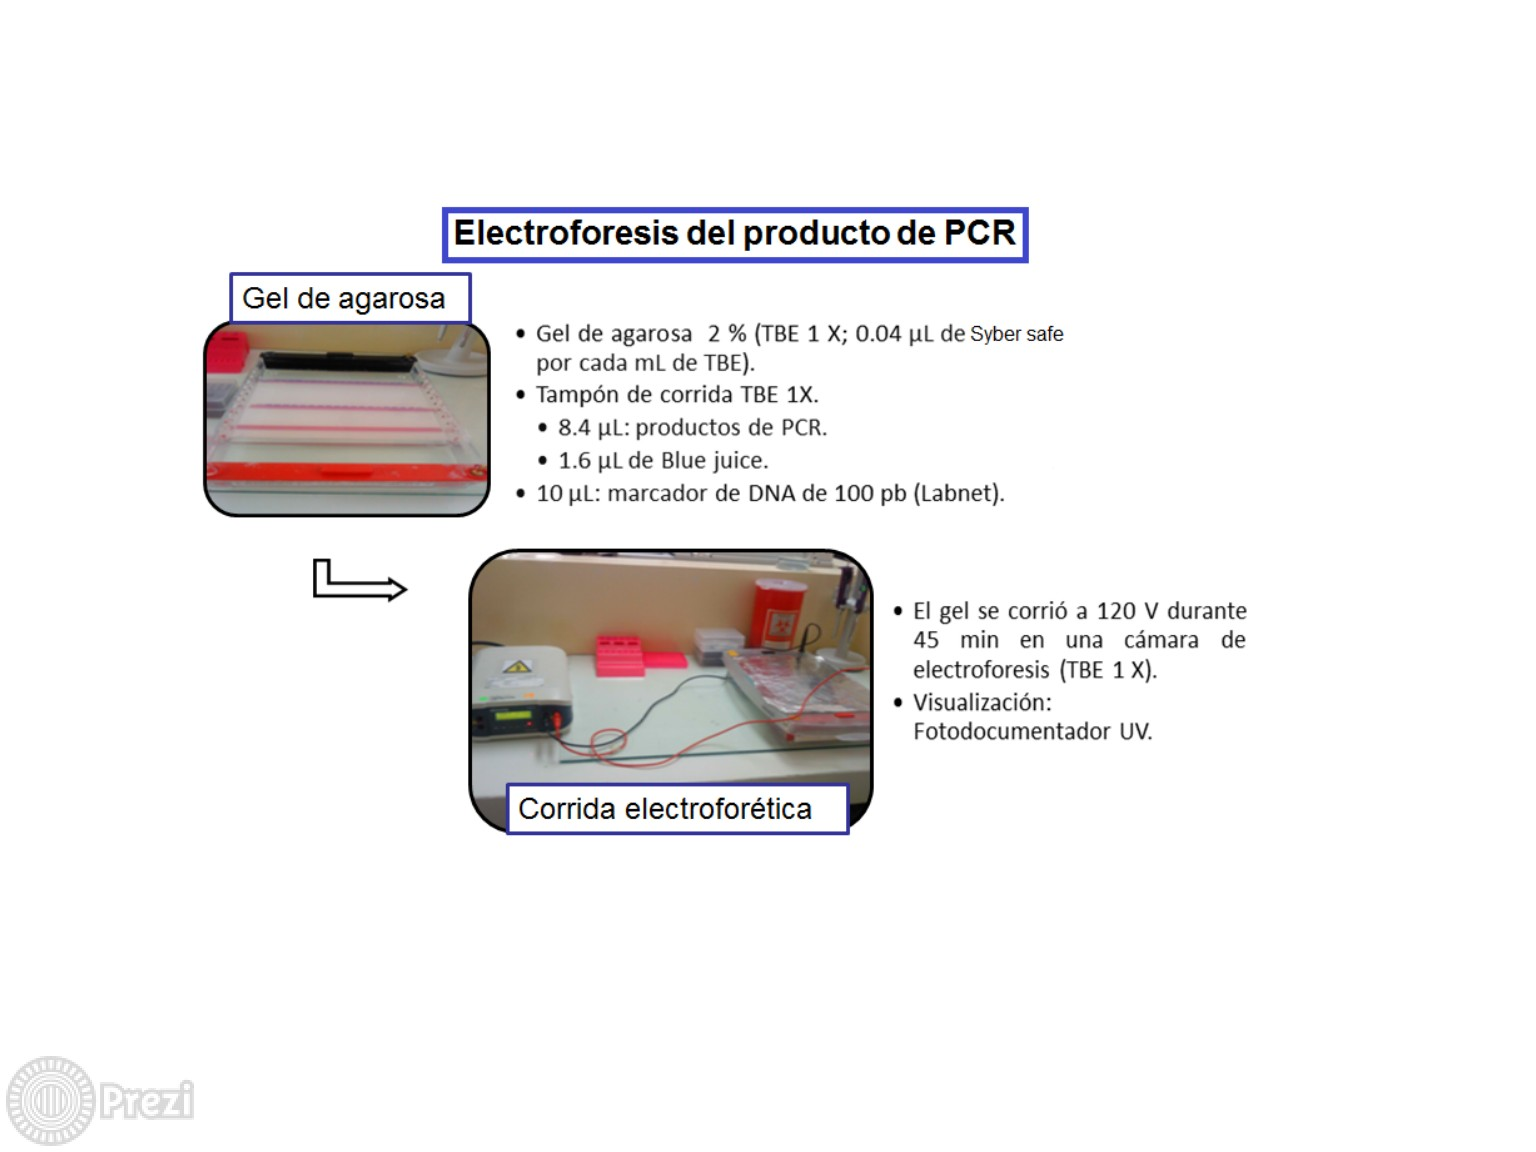 Electroforesis del producto de PCR
Gel de agarosa
• Gel de agarosa 2 % (TBE 1 X; 0.04 µL de Syber safe
por cada mL de TBE).
• Tampón de corrida TBE 1X.
• 8.4 µL: productos de PCR.
• 1.6 µL de Blue juice.
• 10 µL: marcador de DNA de 100 pb (Labnet).
• El gel se corrió a 120 V durante
45 min en una cámara de
electroforesis (TBE 1 X).
• Visualización:
Fotodocumentador UV.
Corrida electroforética
Prezi